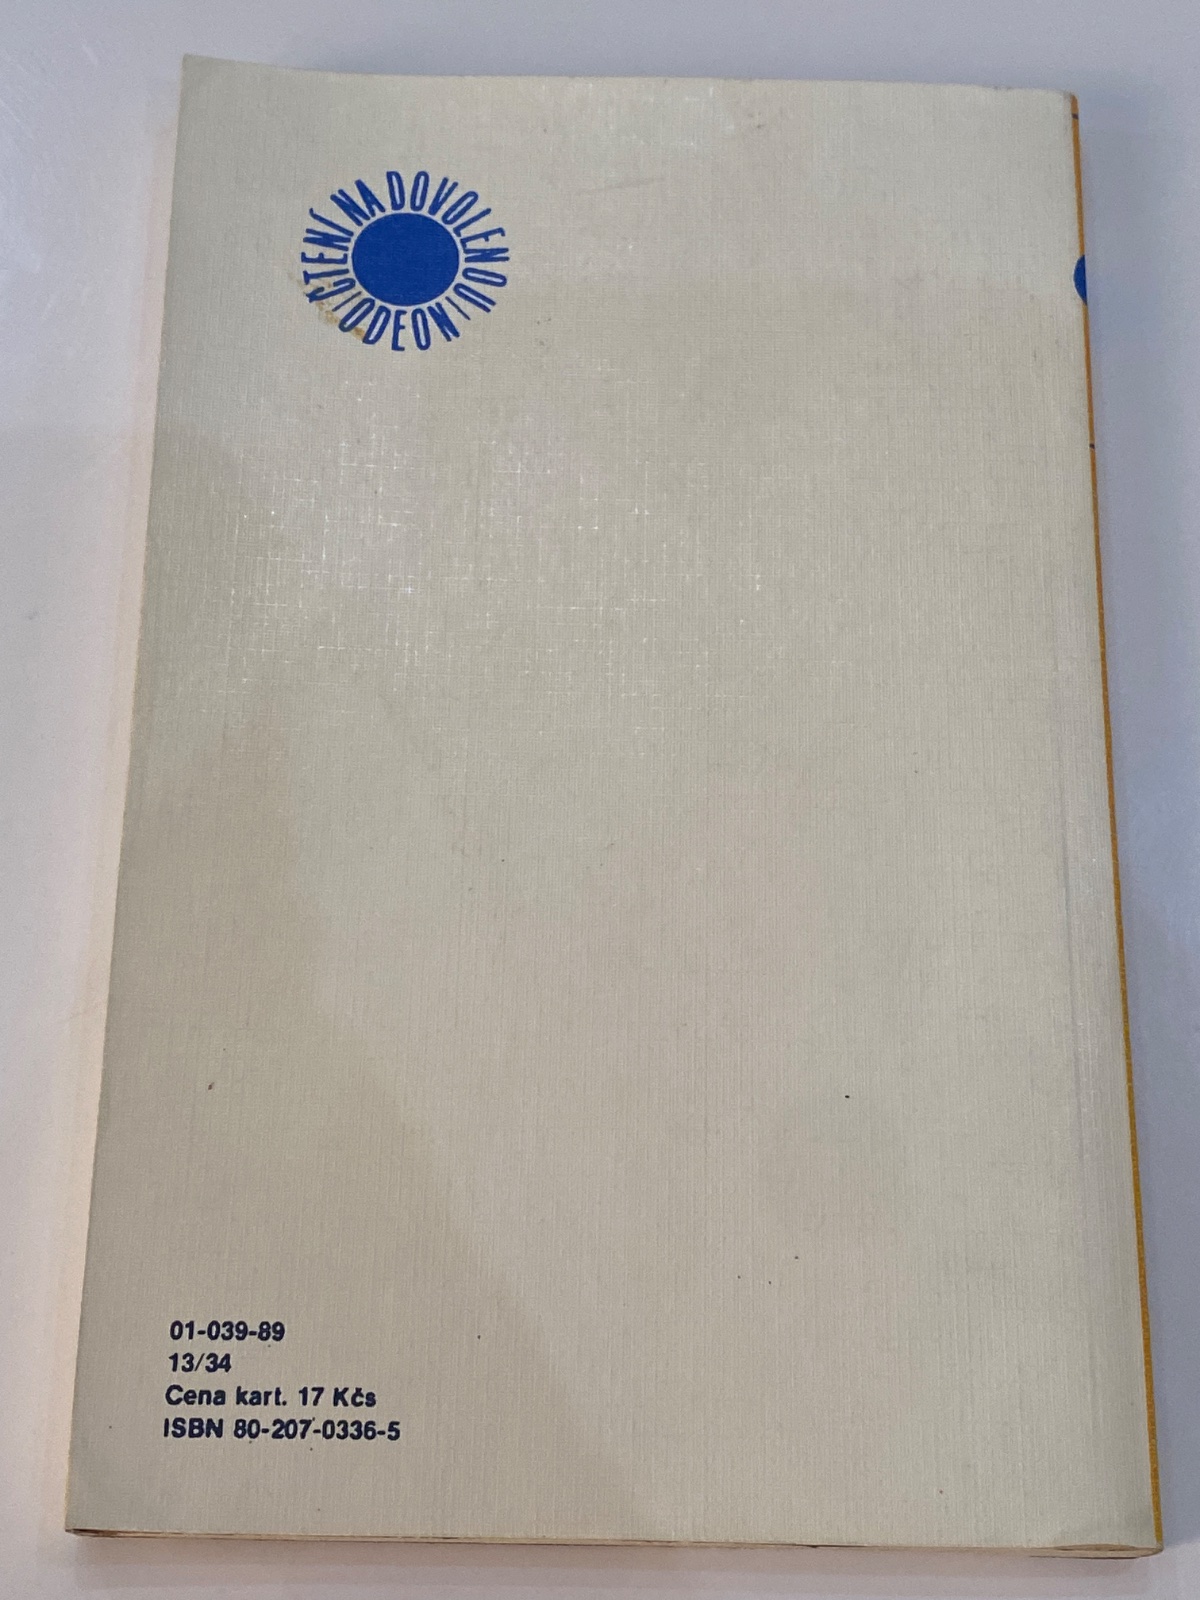 ČTENÍ NA DOVOLENOU
ODEON
01-039-89
13/34
Cena kart. 17 Kčs
ISBN 80-207-0336-5